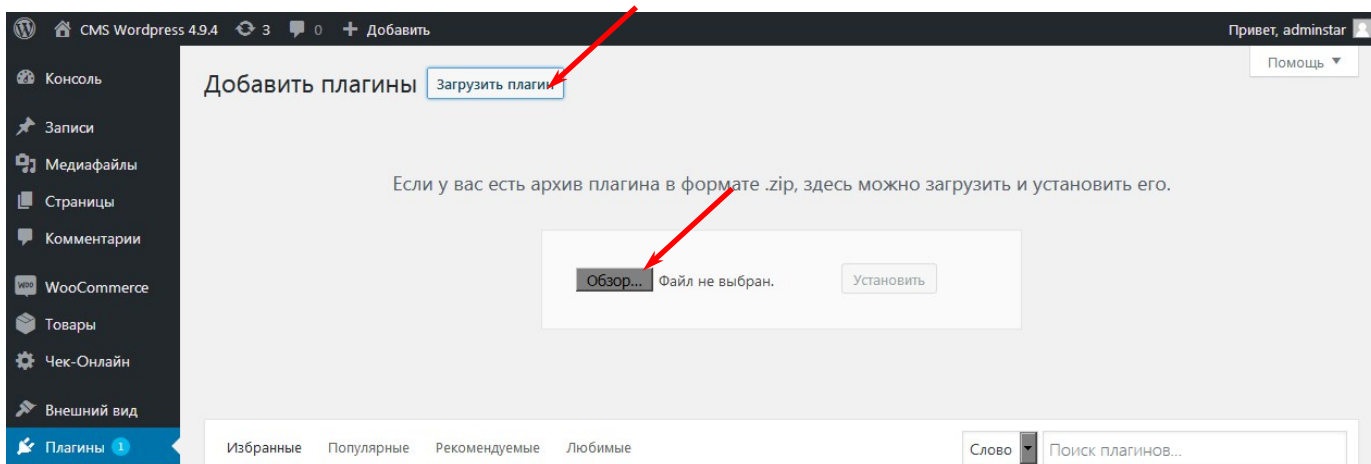 CMS Wordpress 4.9.4 3 0 + Добавить Привет, adminstar
Помощь
Консоль
Добавить плагины Загрузить плагин
Записи
Медиафайлы
Если у вас есть архив плагина в формате .zip, здесь можно загрузить и установить его.
Страницы
Комментарии
Обзор... Файл не выбран. Установить
WooCommerce
Товары
Чек-Онлайн
Внешний вид
Плагины 1
Избранные Популярные Рекомендуемые Любимые Слово Поиск плагинов...